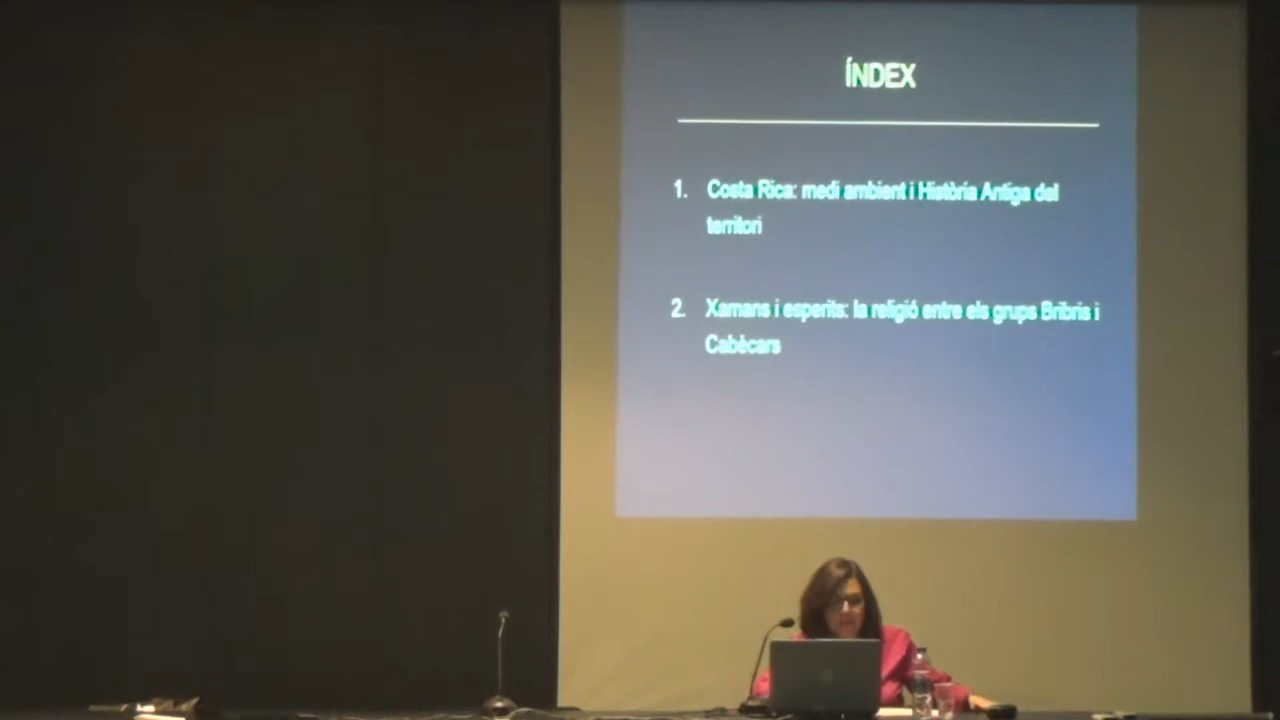 ÍNDEX
1. Costa Rica: medi ambient i Història Antiga del
territori
2. Xamans i esperits: la religió entre els grups Bribris i
Cabècars